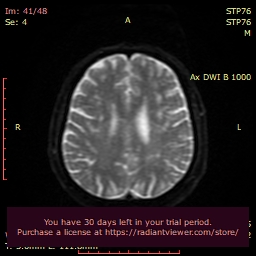 Im: 41/48
Se: 4
A
STP76
STP76
M
Ax DWI B 1000
R
L
You have 30 days left in your trial period.
Purchase a license at https://radiantviewer.com/store/